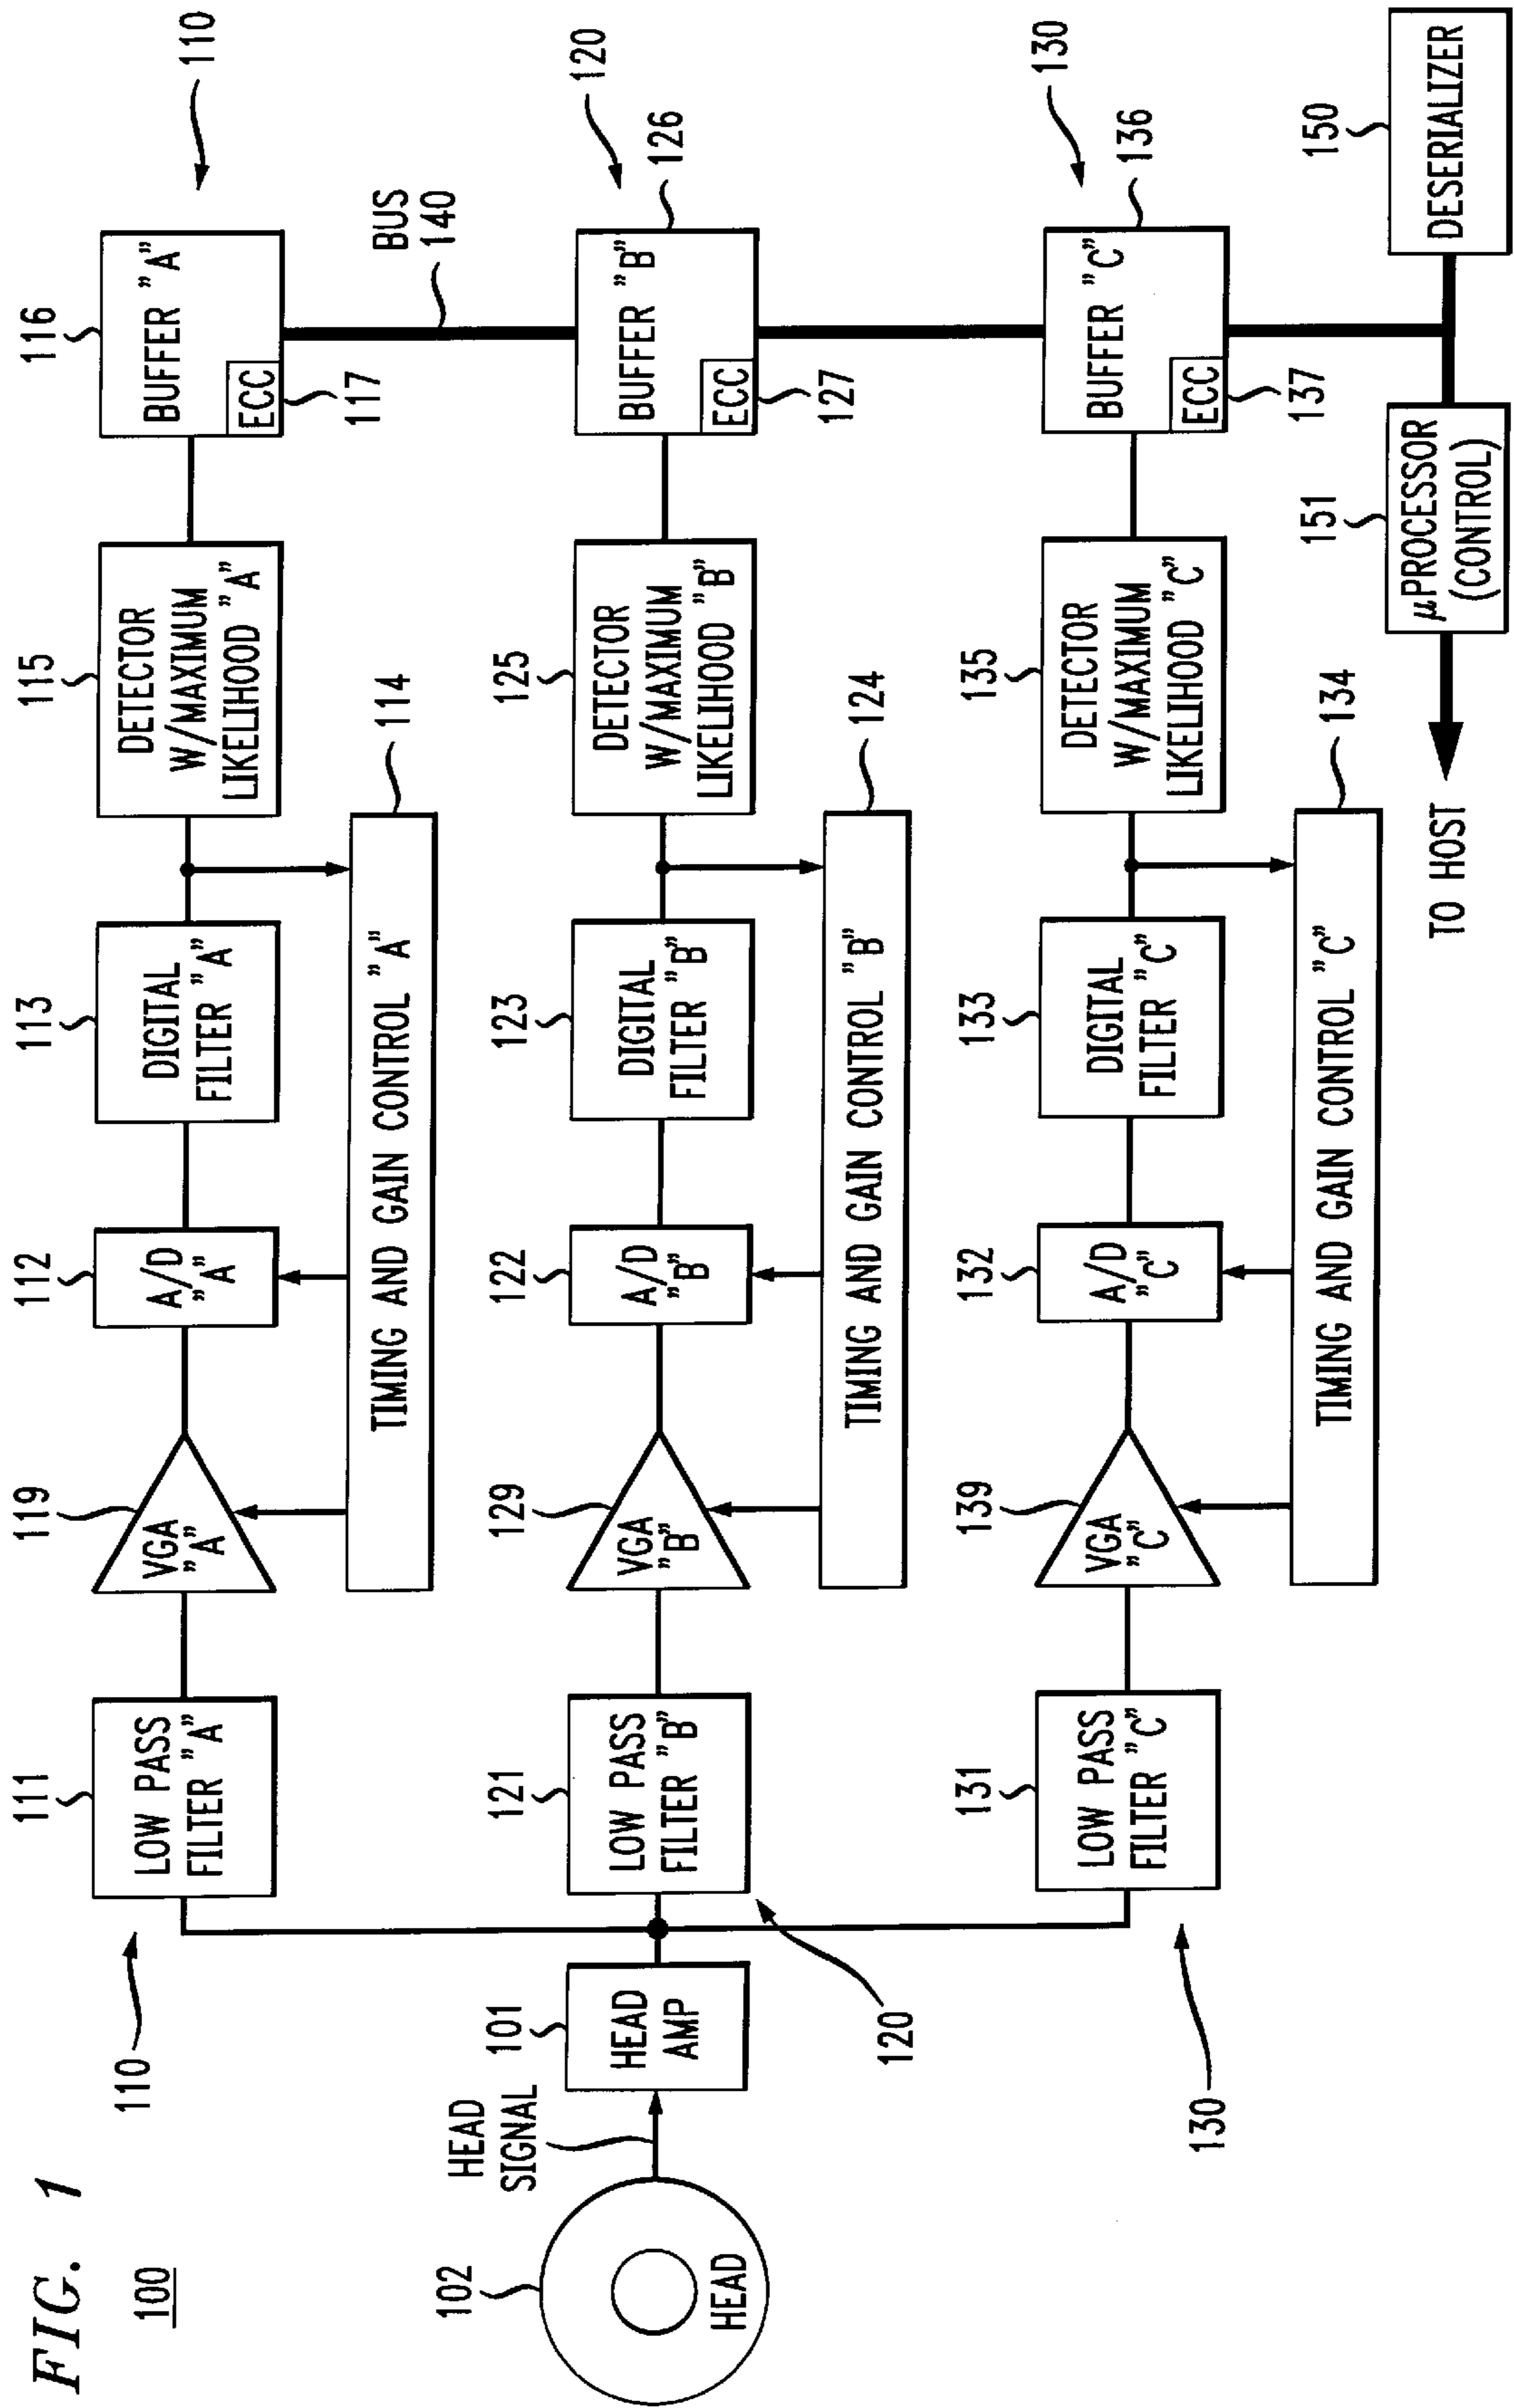 FIG. 1
100
110
111
LOW PASS
FILTER "A"
119
VGA
"A"
112
A/D
"A"
113
DIGITAL
FILTER "A"
115
DETECTOR
W/MAXIMUM
LIKELIHOOD "A"
116
BUFFER "A"
ECC
117
110
TIMING AND GAIN CONTROL "A"
114
BUS
140
102
HEAD
HEAD
SIGNAL
101
HEAD
AMP
120
121
LOW PASS
FILTER "B"
129
VGA
"B"
122
A/D
"B"
123
DIGITAL
FILTER "B"
125
DETECTOR
W/MAXIMUM
LIKELIHOOD "B"
BUFFER "B"
ECC
127
126
120
TIMING AND GAIN CONTROL "B"
124
130
131
LOW PASS
FILTER "C"
139
VGA
"C"
132
A/D
"C"
133
DIGITAL
FILTER "C"
135
DETECTOR
W/MAXIMUM
LIKELIHOOD "C"
BUFFER "C"
ECC
137
136
130
TIMING AND GAIN CONTROL "C"
134
TO HOST
151
μPROCESSOR
(CONTROL)
150
DESERIALIZER